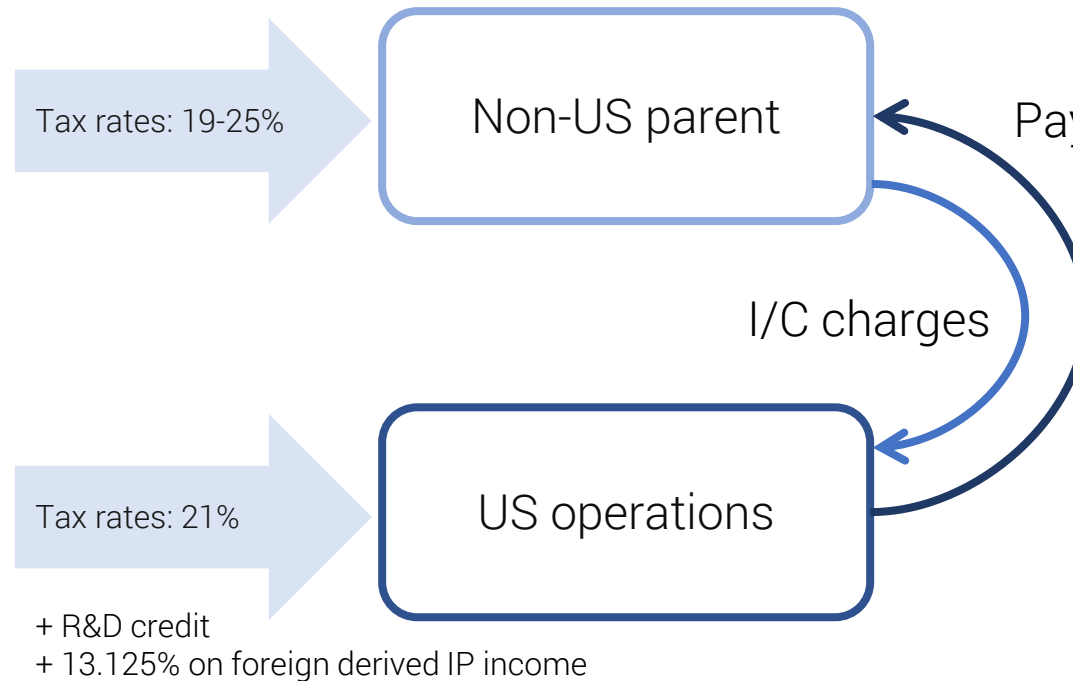 Tax rates: 19-25%
Non-US parent
I/C charges
Tax rates: 21%
US operations
+ R&D credit
+ 13.125% on foreign derived IP income